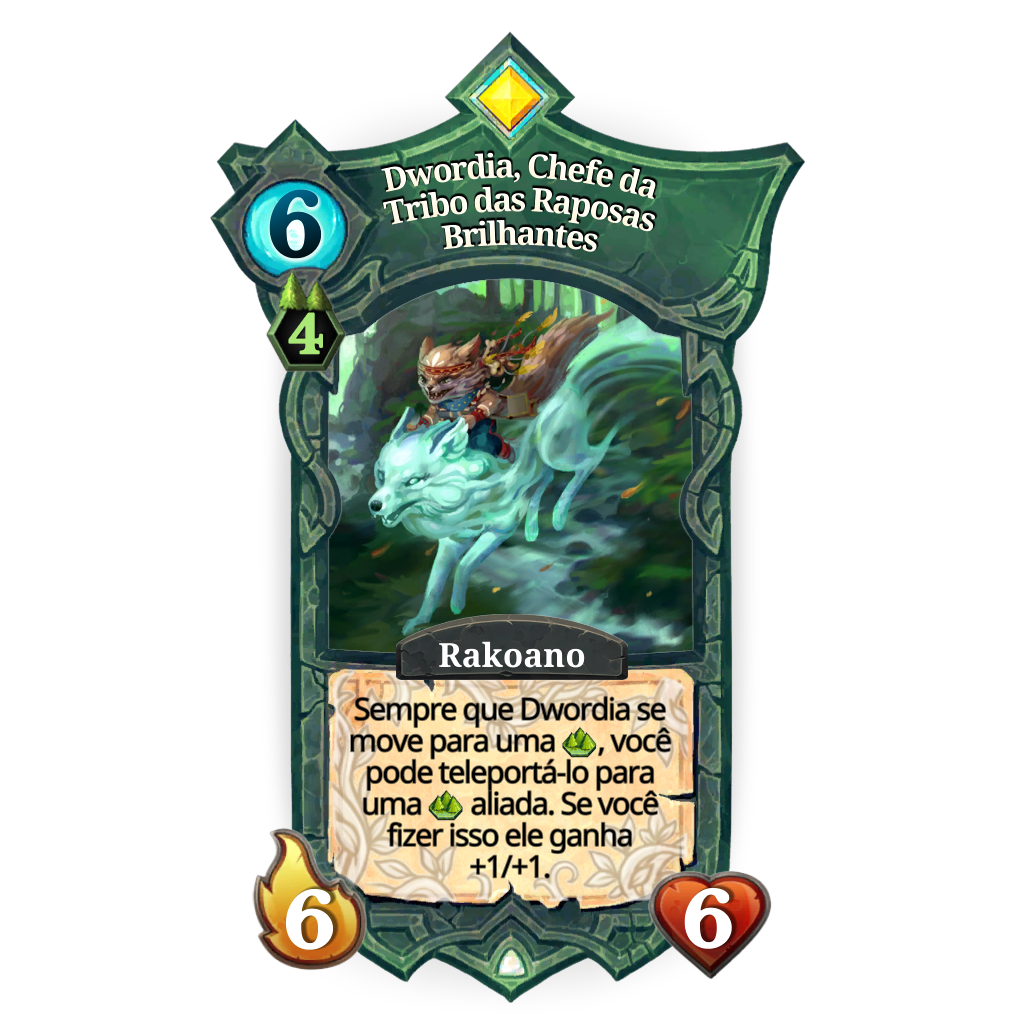 Dwordia, Chefe da
Tribo das Raposas
Brilhantes
6
4
Rakoano
Sempre que Dwordia se
move para uma , você
pode teleportá-lo para
uma aliada. Se você
fizer isso ele ganha
+1/+1.
6
6